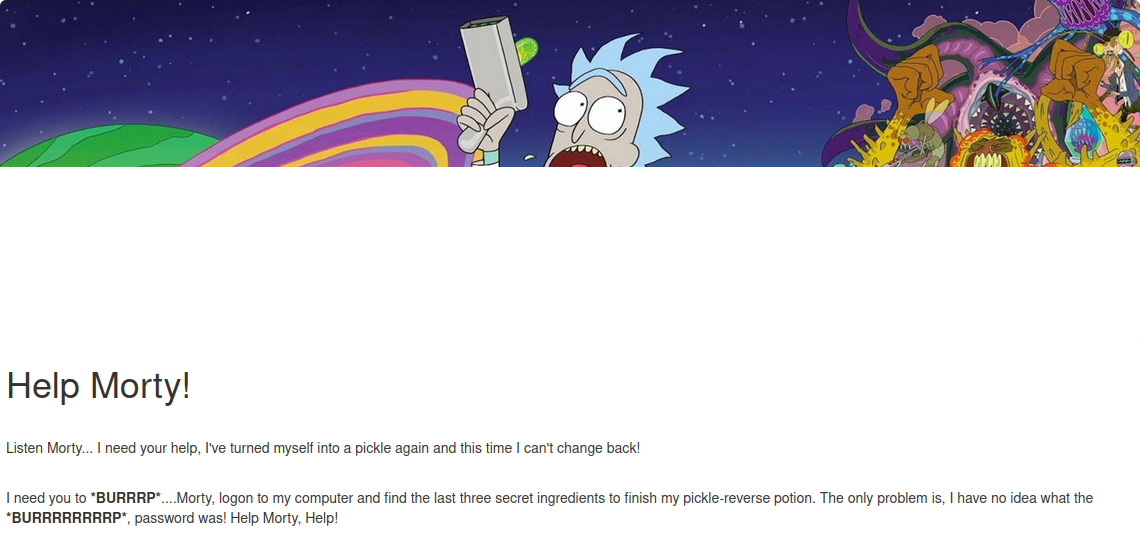 Help Morty!
Listen Morty... I need your help, I've turned myself into a pickle again and this time I can't change back!
I need you to *BURRRP*....Morty, logon to my computer and find the last three secret ingredients to finish my pickle-reverse potion. The only problem is, I have no idea what the
*BURRRRRRRRP*, password was! Help Morty, Help!